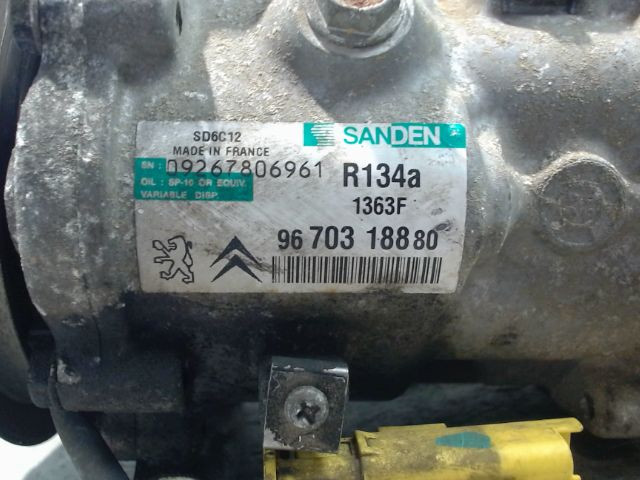 SD6C12
MADE IN FRANCE
SANDEN
SN : 09267806961
OIL : SP-10 OR EQUIV.
VARIABLE DISP.
R134a
1363F
96 703 188 80